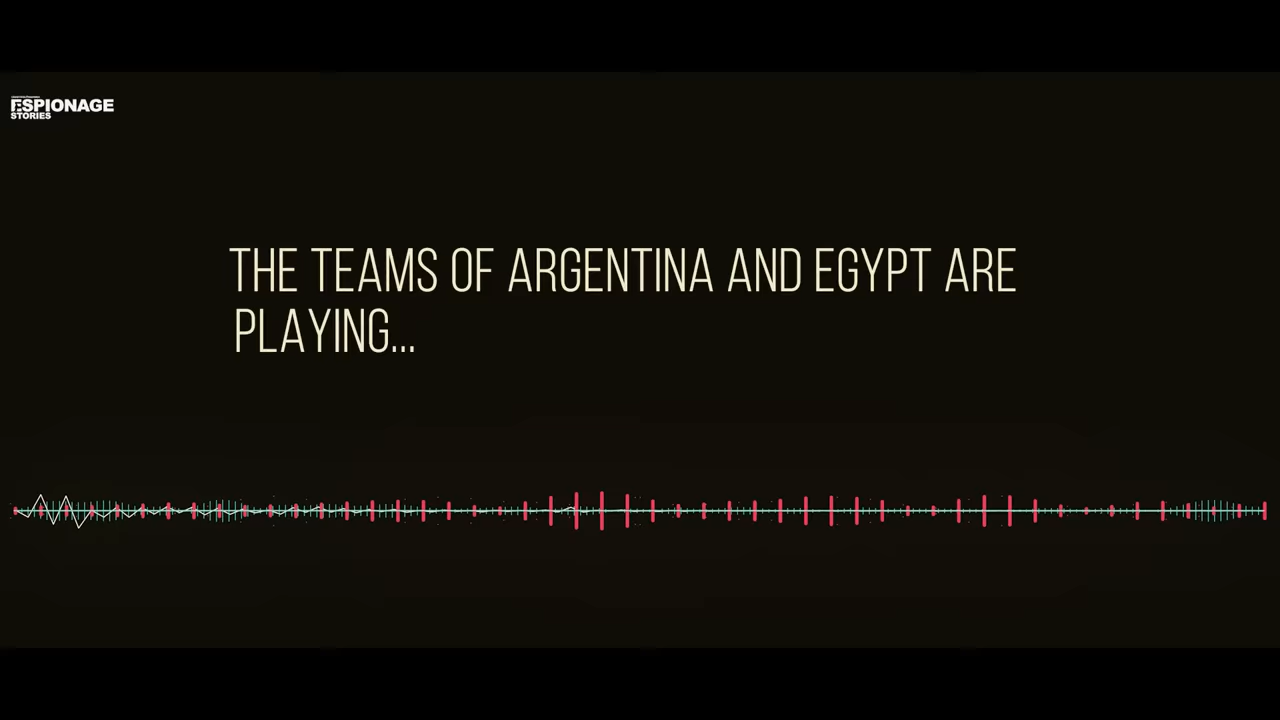 ESPIONAGE
STORIES
THE TEAMS OF ARGENTINA AND EGYPT ARE
PLAYING...